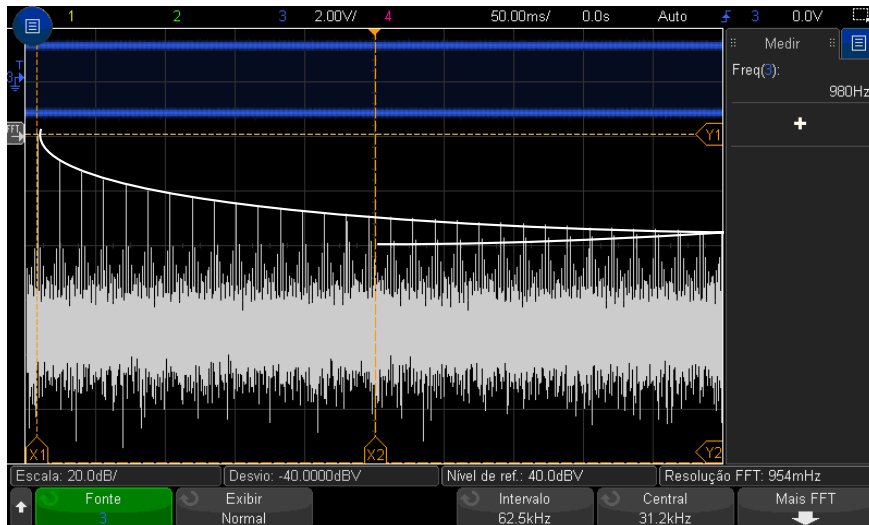 1 2 3 2.00V/ 4 50.00ms/ 0.0s Auto 3 0.0V
Medir
Freq(3):
980Hz
+
T
3
FFT
Y1
X1
X2
Y2
Escala: 20.0dB/ Desvio: -40.0000dBV Nível de ref.: 40.0dBV Resolução FFT: 954mHz
Fonte Exibir Intervalo Central Mais FFT
3 Normal 62.5kHz 31.2kHz